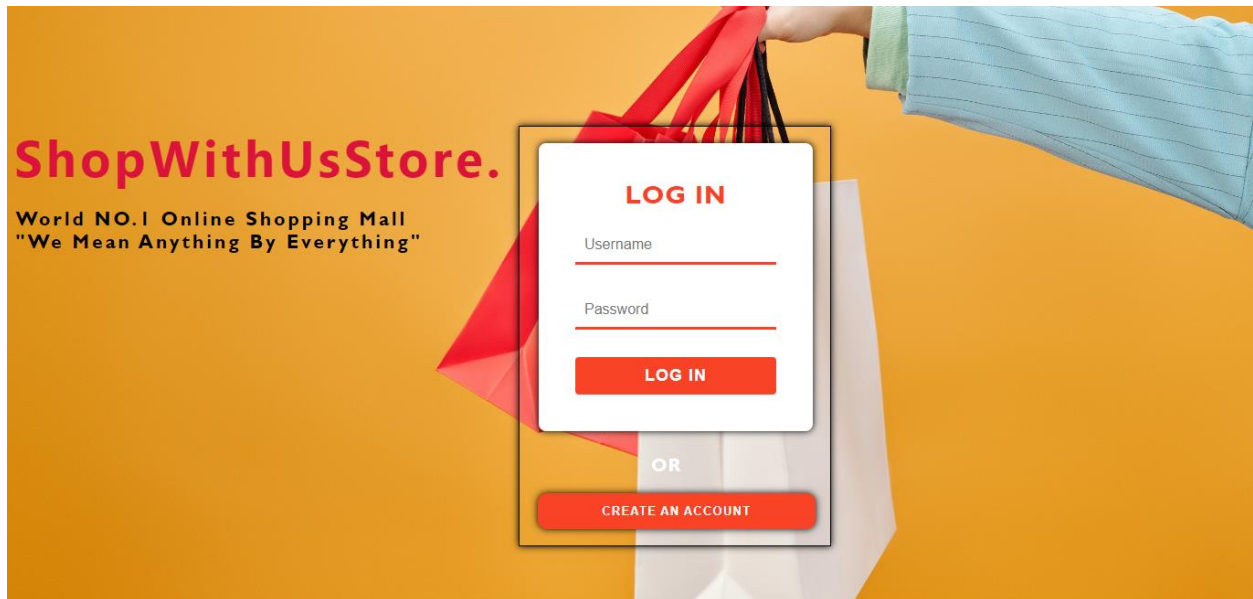 ShopWithUsStore.
World NO.1 Online Shopping Mall
"We Mean Anything By Everything"
LOG IN
Username
Password
LOG IN
OR
CREATE AN ACCOUNT